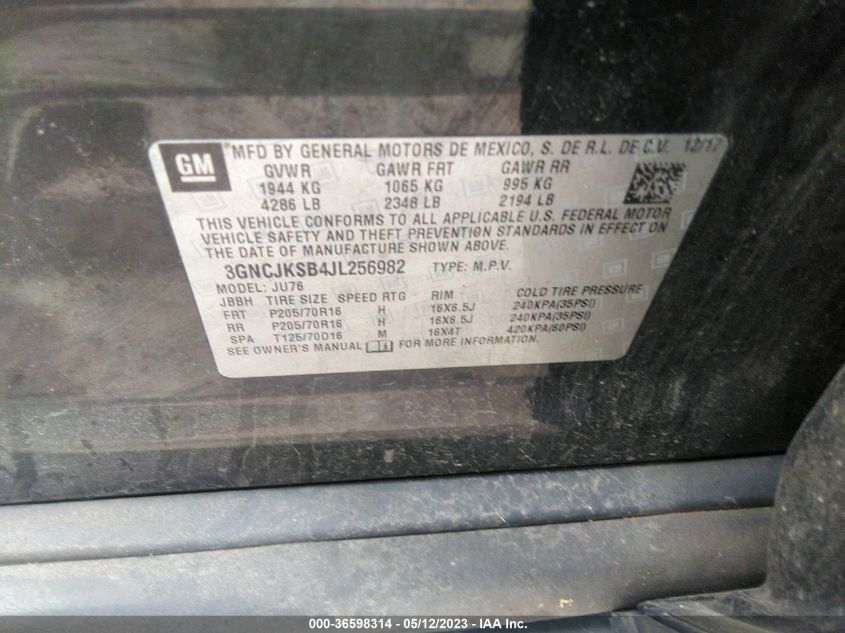 GM MFD BY GENERAL MOTORS DE MEXICO, S. DE R.L. DE C.V. 12/17
GVWR GAWR FRT GAWR RR
1944 KG 1065 KG 995 KG
4286 LB 2348 LB 2194 LB
THIS VEHICLE CONFORMS TO ALL APPLICABLE U.S. FEDERAL MOTOR
VEHICLE SAFETY AND THEFT PREVENTION STANDARDS IN EFFECT ON
THE DATE OF MANUFACTURE SHOWN ABOVE.
3GNCJKSB4JL256982 TYPE: M.P.V.
MODEL: JU76
JBBH TIRE SIZE SPEED RTG RIM COLD TIRE PRESSURE
FRT P205/70R16 H 16X6.5J 240KPA(35PSI)
RR P205/70R16 H 16X6.5J 240KPA(35PSI)
SPA T125/70D16 M 16X4T 420KPA(60PSI)
SEE OWNER'S MANUAL FOR MORE INFORMATION.
000-36598314 - 05/12/2023 - IAA Inc.